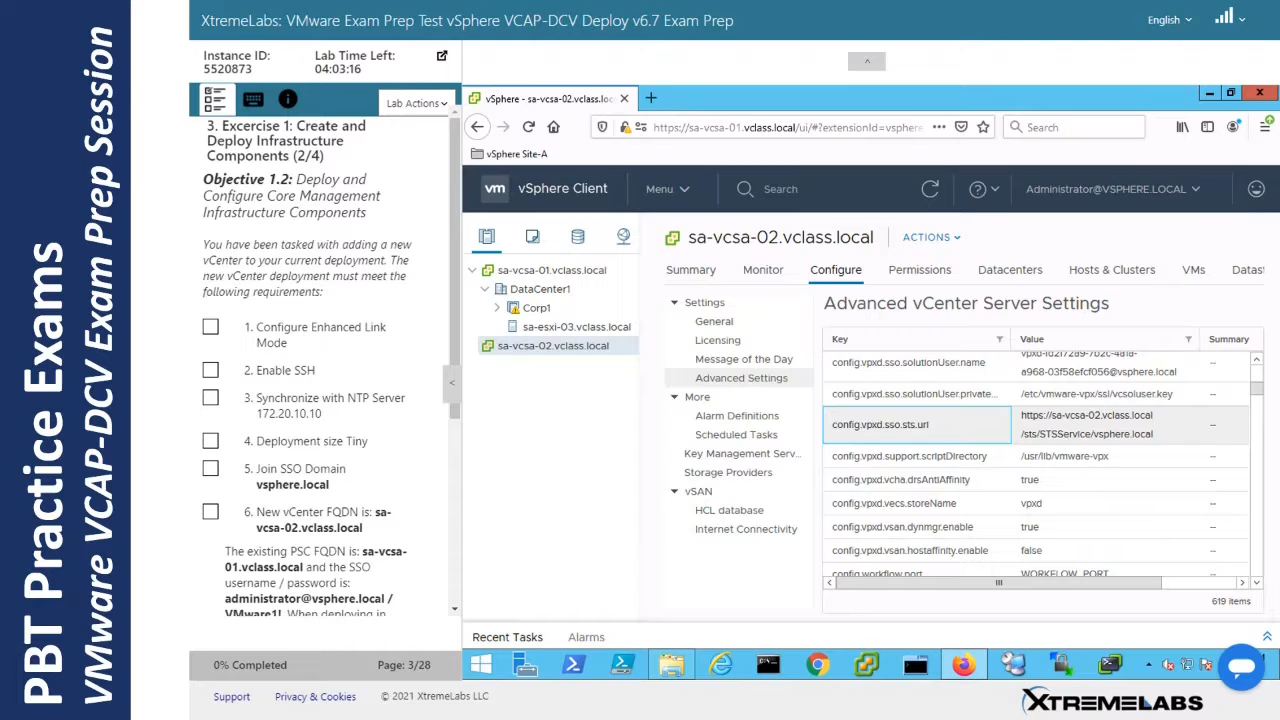 PBT Practice Exams
VMware VCAP-DCV Exam Prep Session
XtremeLabs: VMware Exam Prep Test vSphere VCAP-DCV Deploy v6.7 Exam Prep
English
Instance ID:
5520873
Lab Time Left:
04:03:16
Lab Actions
3. Excercise 1: Create and
Deploy Infrastructure
Components (2/4)
Objective 1.2: Deploy and
Configure Core Management
Infrastructure Components
You have been tasked with adding a new
vCenter to your current deployment. The
new vCenter deployment must meet the
following requirements:
1. Configure Enhanced Link
Mode
2. Enable SSH
3. Synchronize with NTP Server
172.20.10.10
4. Deployment size Tiny
5. Join SSO Domain
vsphere.local
6. New vCenter FQDN is: sa-
vcsa-02.vclass.local
The existing PSC FQDN is: sa-vcsa-
01.vclass.local and the SSO
username / password is:
administrator@vsphere.local /
VMware1!. When deploying in
0% Completed
Page: 3/28
Support
Privacy & Cookies
© 2021 XtremeLabs LLC
vSphere - sa-vcsa-02.vclass.loc
https://sa-vcsa-01.vclass.local/ui/#?extensionId=vsphere
Search
vSphere Site-A
vm vSphere Client
Menu
Search
Administrator@VSPHERE.LOCAL
sa-vcsa-01.vclass.local
DataCenter1
Corp1
sa-esxi-03.vclass.local
sa-vcsa-02.vclass.local
sa-vcsa-02.vclass.local
ACTIONS
Summary
Monitor
Configure
Permissions
Datacenters
Hosts & Clusters
VMs
Datast
Settings
General
Licensing
Message of the Day
Advanced Settings
More
Alarm Definitions
Scheduled Tasks
Key Management Serv...
Storage Providers
vSAN
HCL database
Internet Connectivity
Advanced vCenter Server Settings
Key
Value
Summary
config.vpxd.sso.solutionUser.name
a968-03f58efcf056@vsphere.local
--
config.vpxd.sso.solutionUser.private...
/etc/vmware-vpx/ssl/vcsoluser.key
--
config.vpxd.sso.sts.url
https://sa-vcsa-02.vclass.local
/sts/STSService/vsphere.local
--
config.vpxd.support.scriptDirectory
/usr/lib/vmware-vpx
--
config.vpxd.vcha.drsAntiAffinity
true
--
config.vpxd.vecs.storeName
vpxd
--
config.vpxd.vsan.dynmgr.enable
true
--
config.vpxd.vsan.hostaffinity.enable
false
--
config.workflow.port
WORKFLOW_PORT
619 items
Recent Tasks
Alarms
XTREMELABS